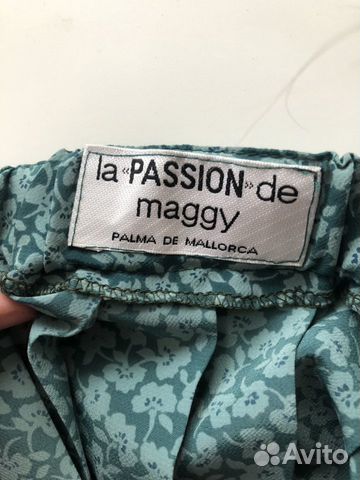 la «PASSION» de
maggy
PALMA DE MALLORCA
Avito